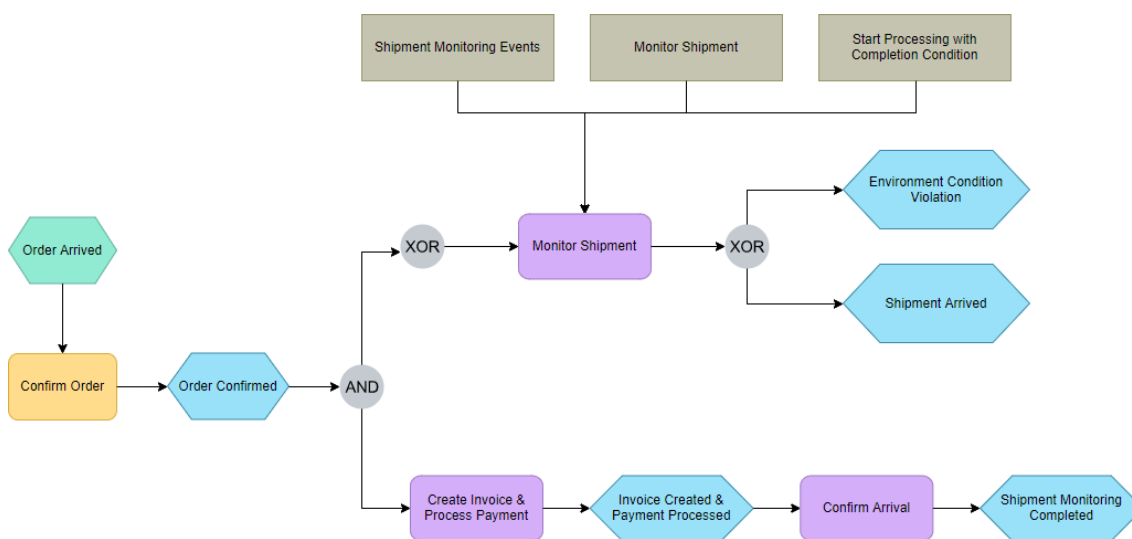 Shipment Monitoring Events
Monitor Shipment
Start Processing with
Completion Condition
Environment Condition
Violation
Order Arrived
XOR
Monitor Shipment
XOR
Shipment Arrived
Confirm Order
Order Confirmed
AND
Create Invoice &
Process Payment
Invoice Created &
Payment Processed
Confirm Arrival
Shipment Monitoring
Completed